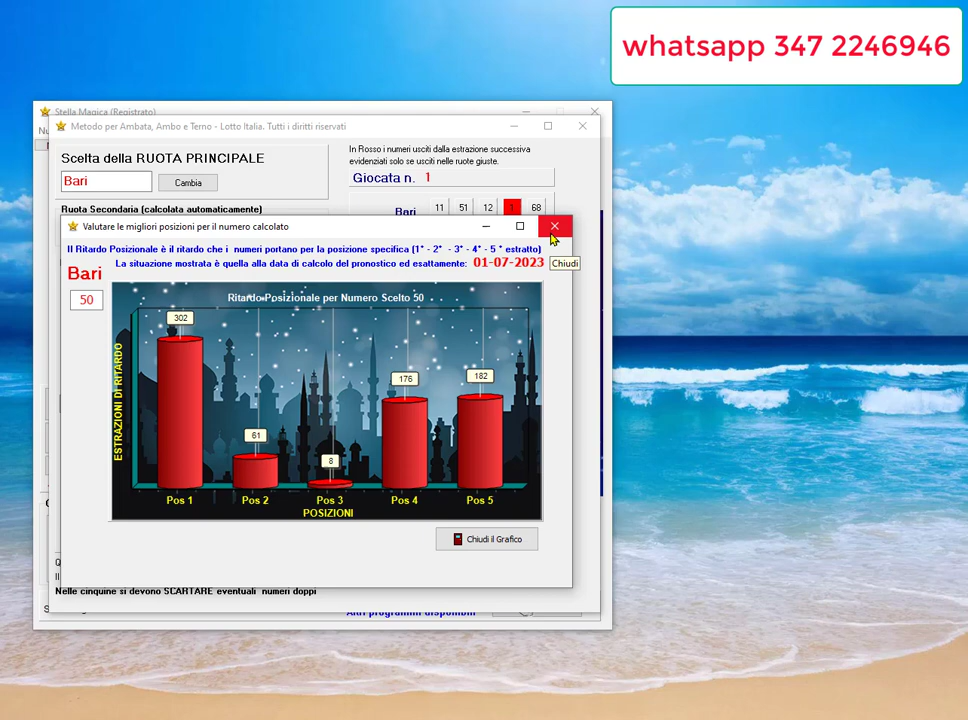 whatsapp 347 2246946
Stella Magica (Registrato)
Metodo per Ambata, Ambo e Terno - Lotto Italia. Tutti i diritti riservati
Scelta della RUOTA PRINCIPALE
Bari
Cambia
In Rosso i numeri usciti dalla estrazione successiva
evidenziati solo se usciti nelle ruote giuste.
Giocata n. 1
Ruota Secondaria (calcolata automaticamente)
Bari 11 51 12 1 68
Valutare le migliori posizioni per il numero calcolato
Il Ritardo Posizionale è il ritardo che i numeri portano per la posizione specifica (1° - 2° - 3° - 4° - 5 ° estratto)
La situazione mostrata è quella alla data di calcolo del pronostico ed esattamente: 01-07-2023
Chiudi
Bari
50
Ritardo Posizionale per Numero Scelto 50
302
61
8
176
182
ESTRAZIONI DI RITARDO
Pos 1 Pos 2 Pos 3 Pos 4 Pos 5
POSIZIONI
Chiudi il Grafico
Nelle cinquine si devono SCARTARE eventuali numeri doppi
Altri programmi disponibili